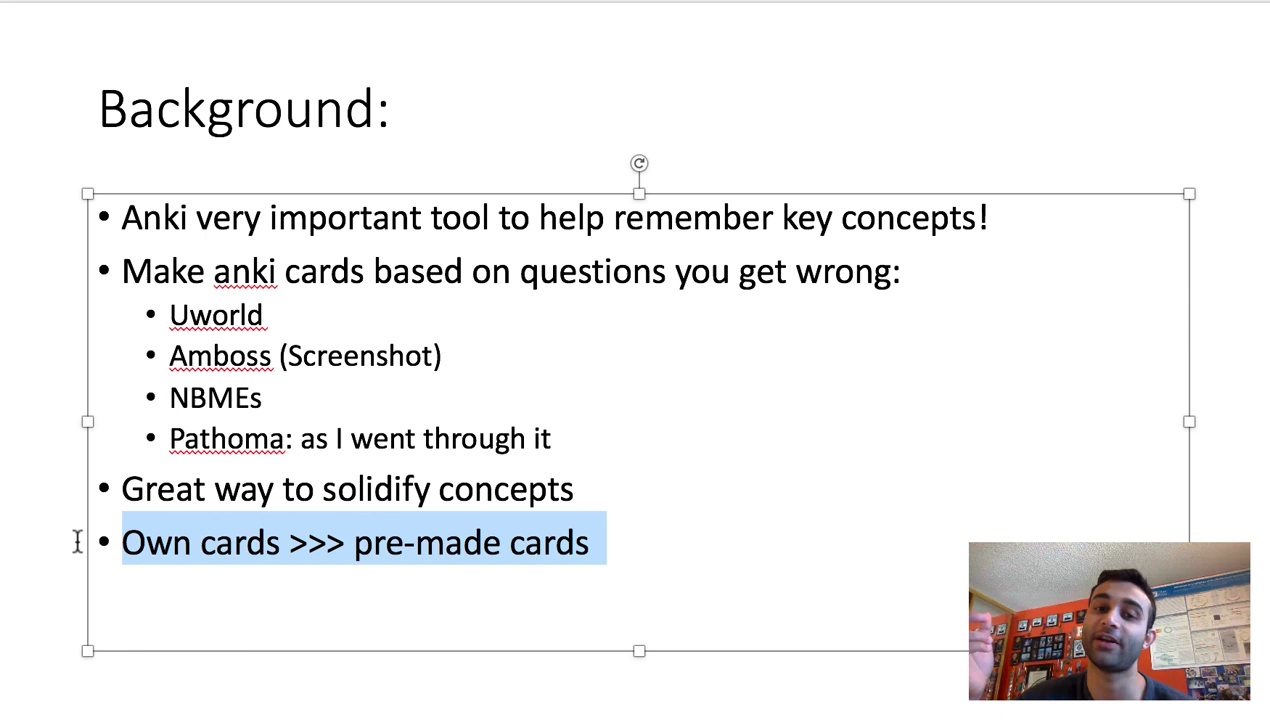 Background:
• Anki very important tool to help remember key concepts!
• Make anki cards based on questions you get wrong:
• Uworld
• Amboss (Screenshot)
• NBMEs
• Pathoma: as I went through it
• Great way to solidify concepts
• Own cards >>> pre-made cards